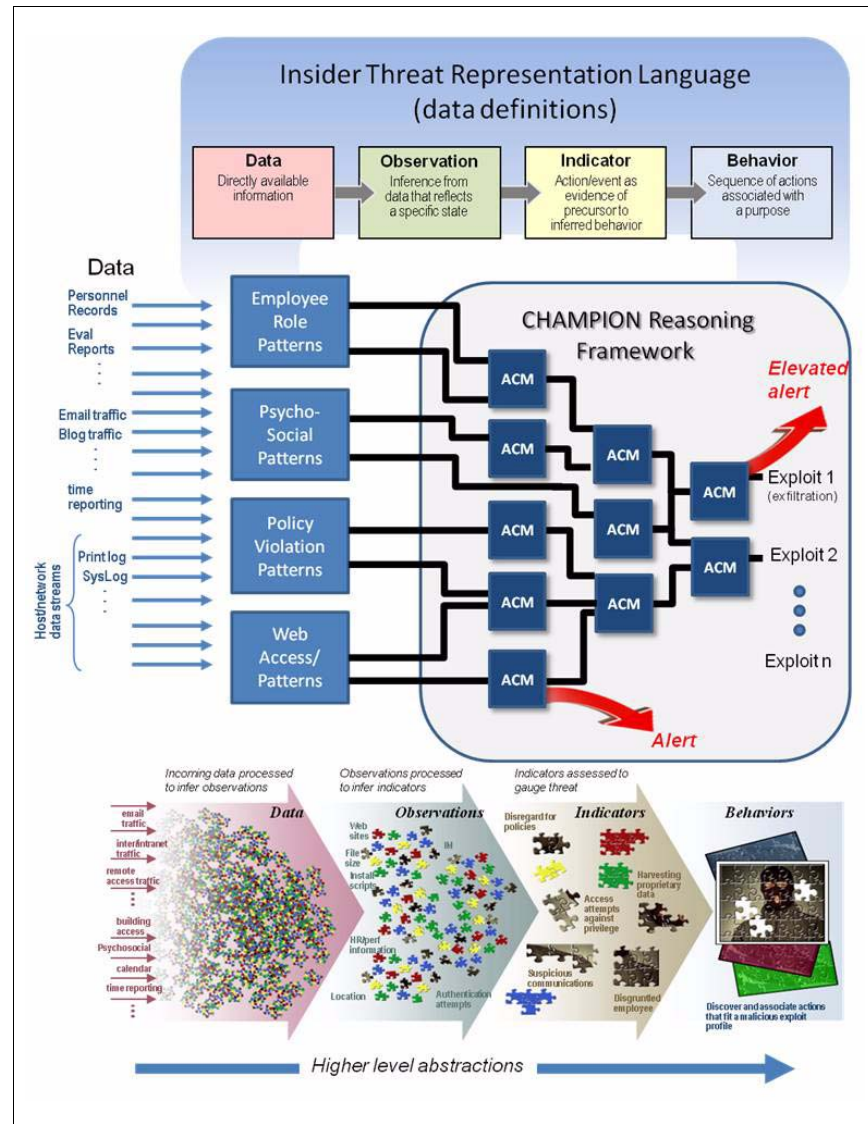 Insider Threat Representation Language
(data definitions)
Data
Directly available
information
Observation
Inference from
data that reflects
a specific state
Indicator
Action/event as
evidence of
precursor to
inferred behavior
Behavior
Sequence of actions
associated with
a purpose
Data
Personnel
Records
Eval
Reports
Email traffic
Blog traffic
time
reporting
Host/network
data streams
Print log
SysLog
Employee
Role
Patterns
Psycho-
Social
Patterns
Policy
Violation
Patterns
Web
Access/
Patterns
CHAMPION Reasoning
Framework
ACM
ACM
ACM
ACM
ACM
ACM
ACM
ACM
ACM
ACM
Elevated
alert
Exploit 1
(exfiltration)
Exploit 2
Exploit n
Alert
Incoming data processed
to infer observations
Observations processed
to infer indicators
Indicators assessed to
gauge threat
Data
Observations
Indicators
Behaviors
email
traffic
inter/intranet
traffic
remote
access traffic
building
access
Psychosocial
calendar
time reporting
Web
sites
IM
File
size
Install
scripts
HR/perf
information
Location
Authentication
attempts
Disregard for
policies
Harvesting
proprietary
data
Access
attempts
against
privilege
Suspicious
communications
Disgruntled
employee
Discover and associate actions
that fit a malicious exploit
profile
Higher level abstractions